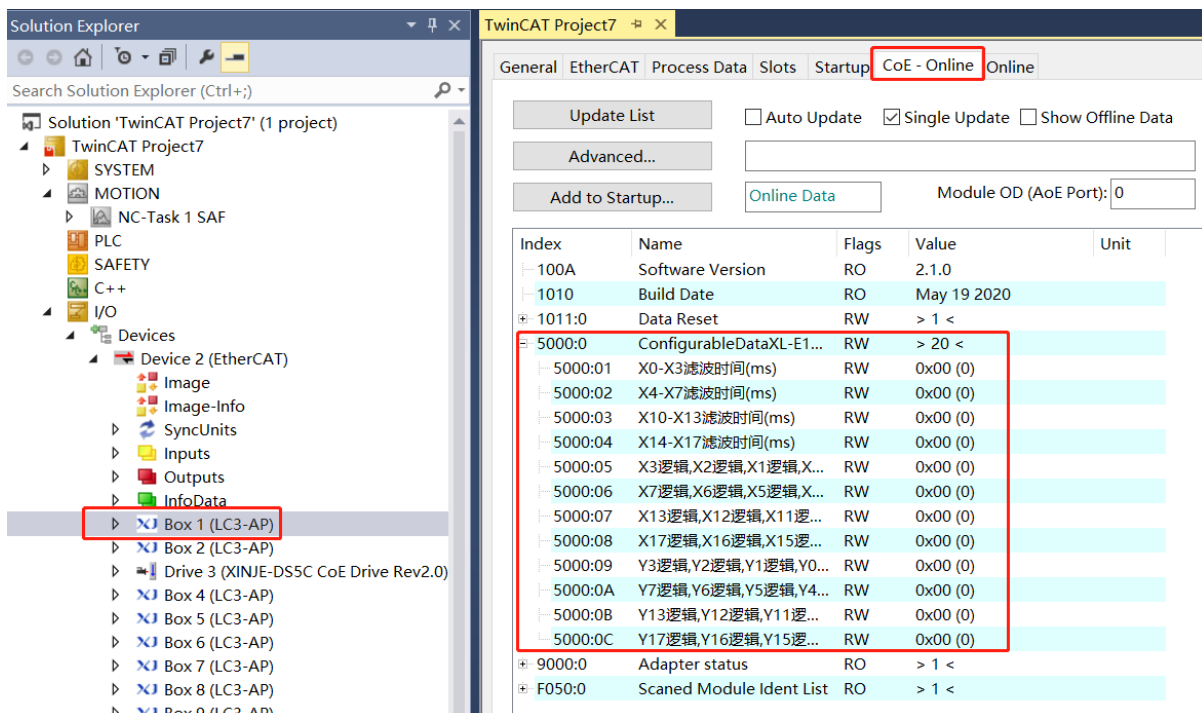 Solution Explorer
Search Solution Explorer (Ctrl+;)
Solution 'TwinCAT Project7' (1 project)
TwinCAT Project7
SYSTEM
MOTION
NC-Task 1 SAF
PLC
SAFETY
C++
I/O
Devices
Device 2 (EtherCAT)
Image
Image-Info
SyncUnits
Inputs
Outputs
InfoData
Box 1 (LC3-AP)
Box 2 (LC3-AP)
Drive 3 (XINJE-DS5C CoE Drive Rev2.0)
Box 4 (LC3-AP)
Box 5 (LC3-AP)
Box 6 (LC3-AP)
Box 7 (LC3-AP)
Box 8 (LC3-AP)
Box 9 (LC3-AP)
TwinCAT Project7
General EtherCAT Process Data Slots Startup CoE - Online Online
Update List Auto Update Single Update Show Offline Data
Advanced...
Add to Startup... Online Data Module OD (AoE Port): 0
Index Name Flags Value Unit
100A Software Version RO 2.1.0
1010 Build Date RO May 19 2020
1011:0 Data Reset RW > 1 <
5000:0 ConfigurableDataXL-E1... RW > 20 <
5000:01 X0-X3滤波时间(ms) RW 0x00 (0)
5000:02 X4-X7滤波时间(ms) RW 0x00 (0)
5000:03 X10-X13滤波时间(ms) RW 0x00 (0)
5000:04 X14-X17滤波时间(ms) RW 0x00 (0)
5000:05 X3逻辑,X2逻辑,X1逻辑,X... RW 0x00 (0)
5000:06 X7逻辑,X6逻辑,X5逻辑,X... RW 0x00 (0)
5000:07 X13逻辑,X12逻辑,X11逻... RW 0x00 (0)
5000:08 X17逻辑,X16逻辑,X15逻... RW 0x00 (0)
5000:09 Y3逻辑,Y2逻辑,Y1逻辑,Y0... RW 0x00 (0)
5000:0A Y7逻辑,Y6逻辑,Y5逻辑,Y4... RW 0x00 (0)
5000:0B Y13逻辑,Y12逻辑,Y11逻... RW 0x00 (0)
5000:0C Y17逻辑,Y16逻辑,Y15逻... RW 0x00 (0)
9000:0 Adapter status RO > 1 <
F050:0 Scaned Module Ident List RO > 1 <